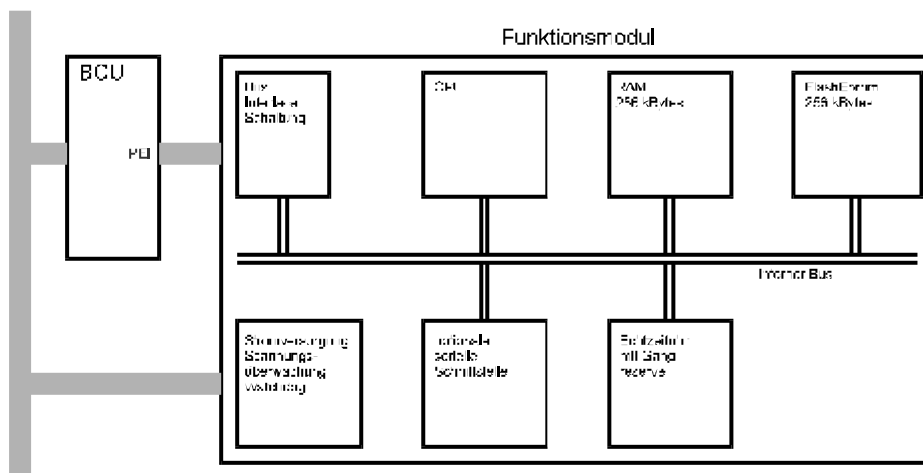 Funktionsmodul
BCU
PEI
Bus
Interface
Schaltung
CPU
RAM
256 kBytes
FlashEprom
256 kBytes
Interner Bus
Stromversorgung
Spannungs-
überwachung
Watchdog
optionale
serielle
Schnittstelle
Echtzeituhr
mit Gang
reserve